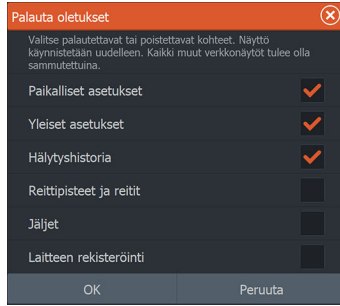 Palauta oletukset
Valitse palautettavat tai poistettavat kohteet. Näyttö
käynnistetään uudelleen. Kaikki muut verkkonäytöt tulee olla
sammutettuina.
Paikalliset asetukset
Yleiset asetukset
Hälytyshistoria
Reittipisteet ja reitit
Jäljet
Laitteen rekisteröinti
OK Peruuta